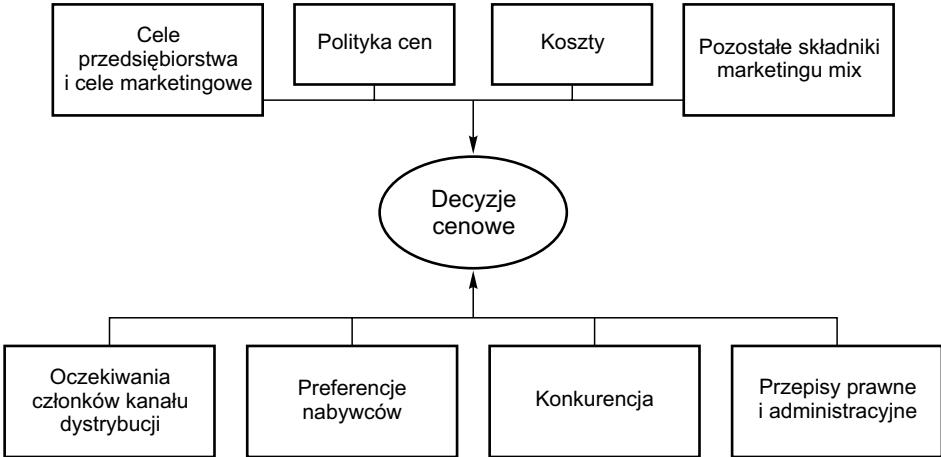 Cele
przedsiębiorstwa
i cele marketingowe
Polityka cen
Koszty
Pozostałe składniki
marketingu mix
Decyzje
cenowe
Oczekiwania
członków kanału
dystrybucji
Preferencje
nabywców
Konkurencja
Przepisy prawne
i administracyjne